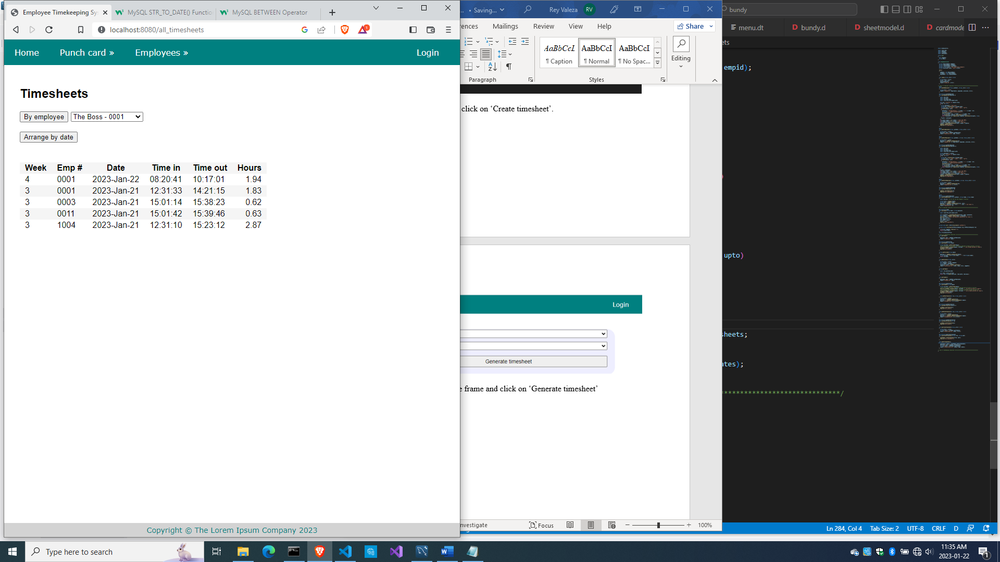 Employee Timekeeping Sy
MySQL STR_TO_DATE() Functio
MySQL BETWEEN Operator
localhost:8080/all_timesheets
1
Home
Punch card »
Employees »
Login
Timesheets
By employee
The Boss - 0001
Arrange by date
Week Emp # Date Time in Time out Hours
4 0001 2023-Jan-22 08:20:41 10:17:01 1.94
3 0001 2023-Jan-21 12:31:33 14:21:15 1.83
3 0003 2023-Jan-21 15:01:14 15:38:23 0.62
3 0011 2023-Jan-21 15:01:42 15:39:46 0.63
3 1004 2023-Jan-21 12:31:10 15:23:12 2.87
Copyright © The Lorem Ipsum Company 2023
... • Saving...
Rey Valeza RV
rences Mailings Review View Help
Share
AaBbCcI AaBbCcI AaBbCcI
¶ Caption ¶ Normal ¶ No Spac...
Editing
Paragraph
Styles
click on ‘Create timesheet’.
Login
Generate timesheet
e frame and click on ‘Generate timesheet’
nvestigate
Focus
100%
bundy
menu.dt
bundy.d
sheetmodel.d
cardmode
ets
empid);
upto)
heets;
ates);
*****************************/
Ln 284, Col 4
Tab Size: 2
UTF-8
CRLF
D
Type here to search
11:35 AM
2023-01-22
1